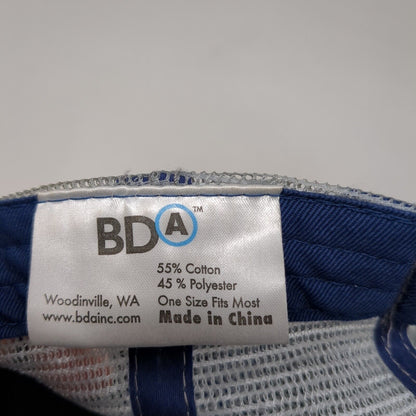 BDA™
55% Cotton
45 % Polyester
Woodinville, WA One Size Fits Most
www.bdainc.com Made in China